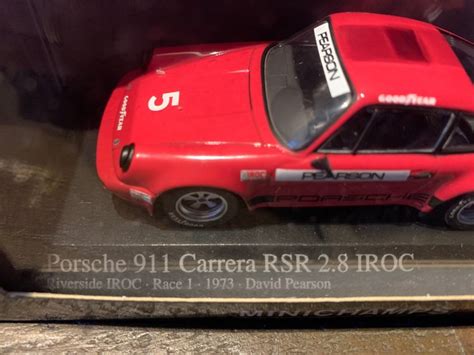 PEARSON
GOODYEAR
5
GOODYEAR
PEARSON
PORSCHE
GOODYEAR
Porsche 911 Carrera RSR 2.8 IROC
Riverside IROC · Race 1 · 1973 · David Pearson
MINICHAMPS